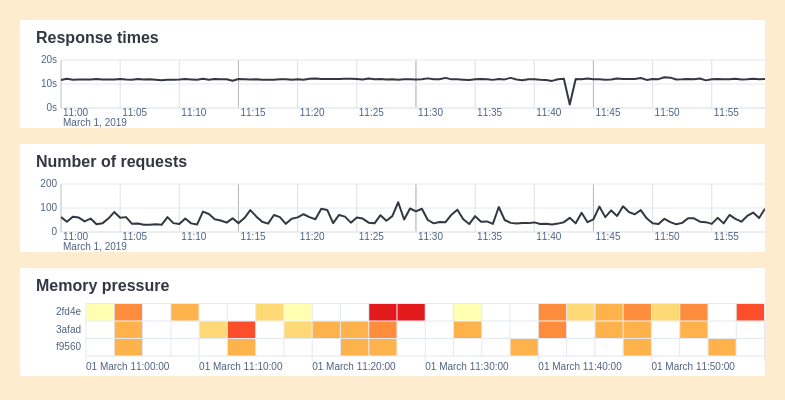 Response times
20s
10s
0s
11:00 11:05 11:10 11:15 11:20 11:25 11:30 11:35 11:40 11:45 11:50 11:55
March 1, 2019
Number of requests
200
100
0
11:00 11:05 11:10 11:15 11:20 11:25 11:30 11:35 11:40 11:45 11:50 11:55
March 1, 2019
Memory pressure
2fd4e
3afad
f9560
01 March 11:00:00 01 March 11:10:00 01 March 11:20:00 01 March 11:30:00 01 March 11:40:00 01 March 11:50:00